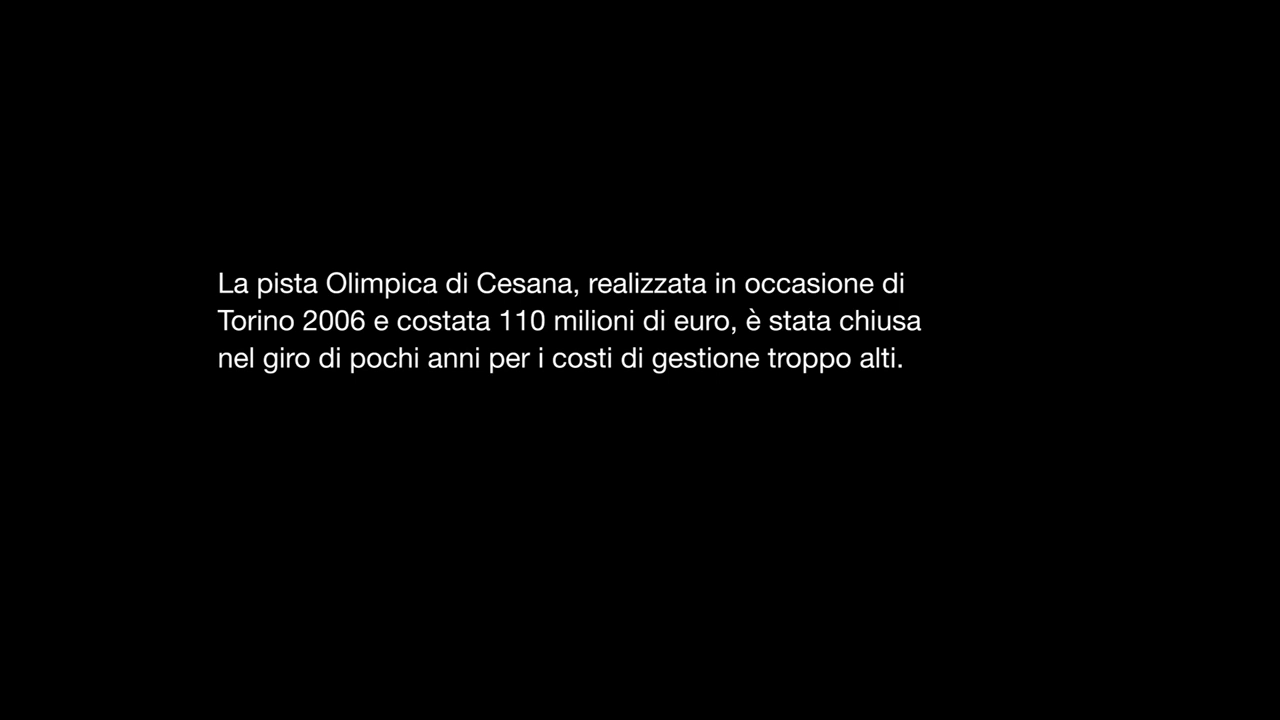 La pista Olimpica di Cesana, realizzata in occasione di
Torino 2006 e costata 110 milioni di euro, è stata chiusa
nel giro di pochi anni per i costi di gestione troppo alti.